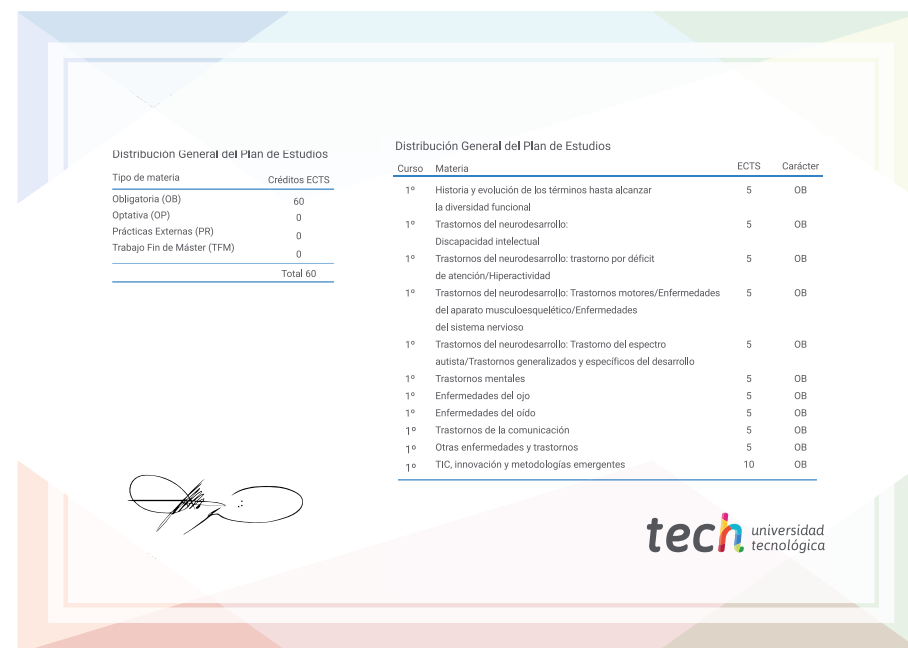 Distribución General del Plan de Estudios
Tipo de materia Créditos ECTS
Obligatoria (OB) 60
Optativa (OP) 0
Prácticas Externas (PR) 0
Trabajo Fin de Máster (TFM) 0
Total 60
Distribución General del Plan de Estudios
Curso Materia ECTS Carácter
1º Historia y evolución de los términos hasta alcanzar 5 OB
la diversidad funcional
1º Trastornos del neurodesarrollo: 5 OB
Discapacidad intelectual
1º Trastornos del neurodesarrollo: trastorno por déficit 5 OB
de atención/Hiperactividad
1º Trastornos del neurodesarrollo: Trastornos motores/Enfermedades 5 OB
del aparato musculoesquelético/Enfermedades
del sistema nervioso
1º Trastornos del neurodesarrollo: Trastorno del espectro 5 OB
autista/Trastornos generalizados y específicos del desarrollo
1º Trastornos mentales 5 OB
1º Enfermedades del ojo 5 OB
1º Enfermedades del oído 5 OB
1º Trastornos de la comunicación 5 OB
1º Otras enfermedades y trastornos 5 OB
1º TIC, innovación y metodologías emergentes 10 OB
tech universidad
tecnológica